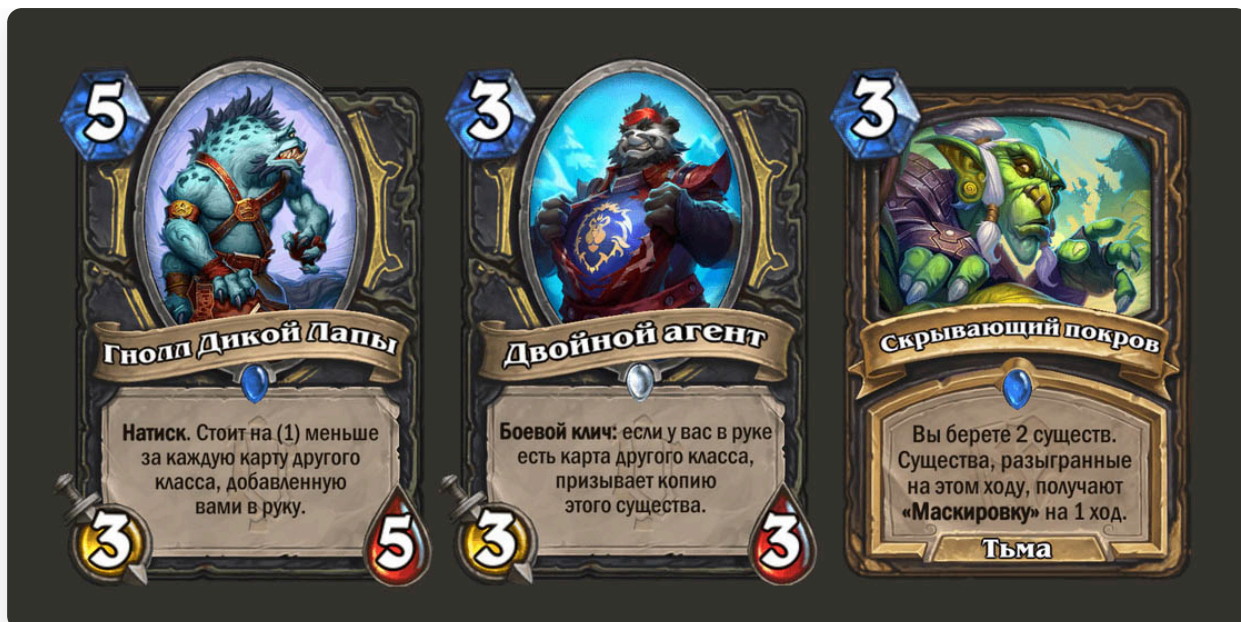 5
Гнолл Дикой Лапы
Натиск. Стоит на (1) меньше
за каждую карту другого
класса, добавленную
вами в руку.
3
5
3
Двойной агент
Боевой клич: если у вас в руке
есть карта другого класса,
призывает копию
этого существа.
3
3
3
Скрывающий покров
Вы берете 2 существ.
Существа, разыгранные
на этом ходу, получают
«Маскировку» на 1 ход.
Тьма